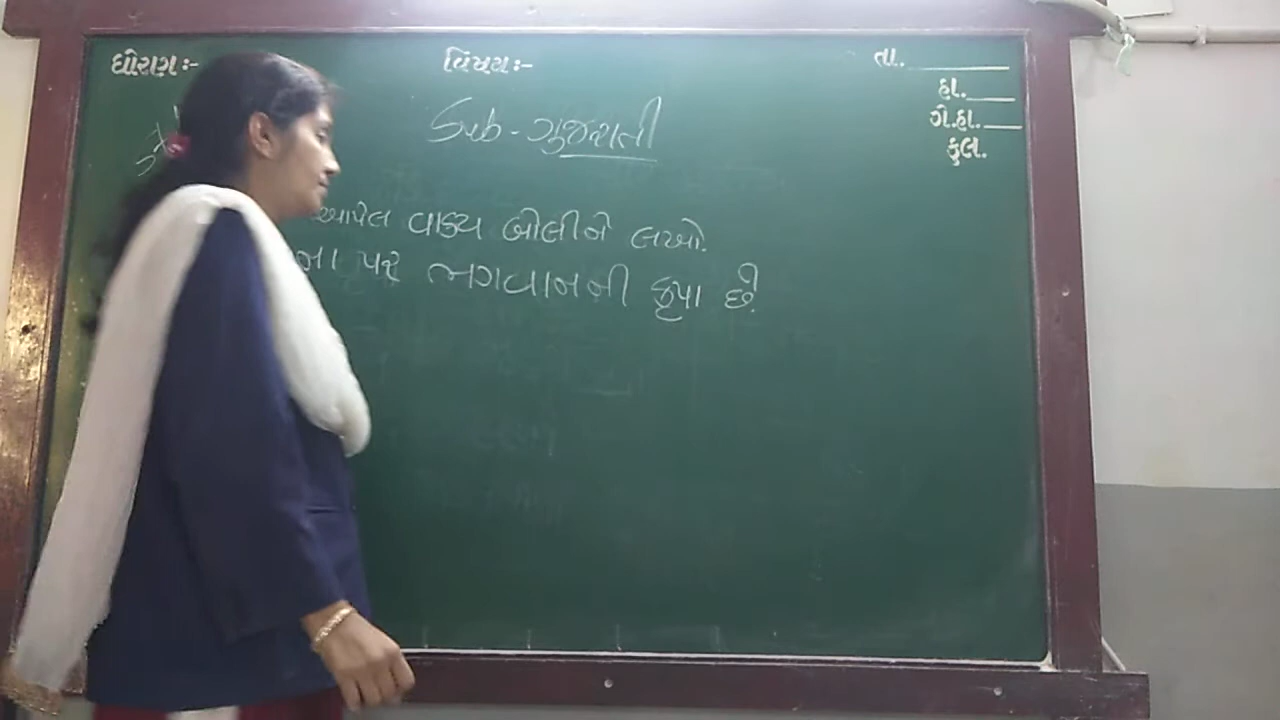 ધોરણ:- વિષય:- તા.
હા.
ગે.હા.
કુલ.
Sub - ગુજરાતી
આપેલ વાક્ય બોલીને લખો.
પર ભગવાનની કૃપા છે.